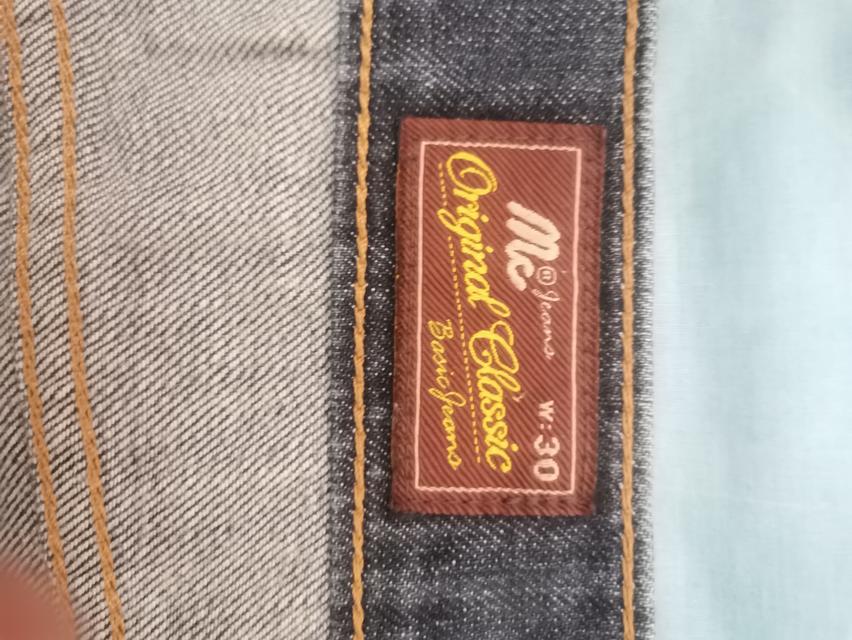 Mc ® Jeans W:30
Original Classic
Basic Jeans